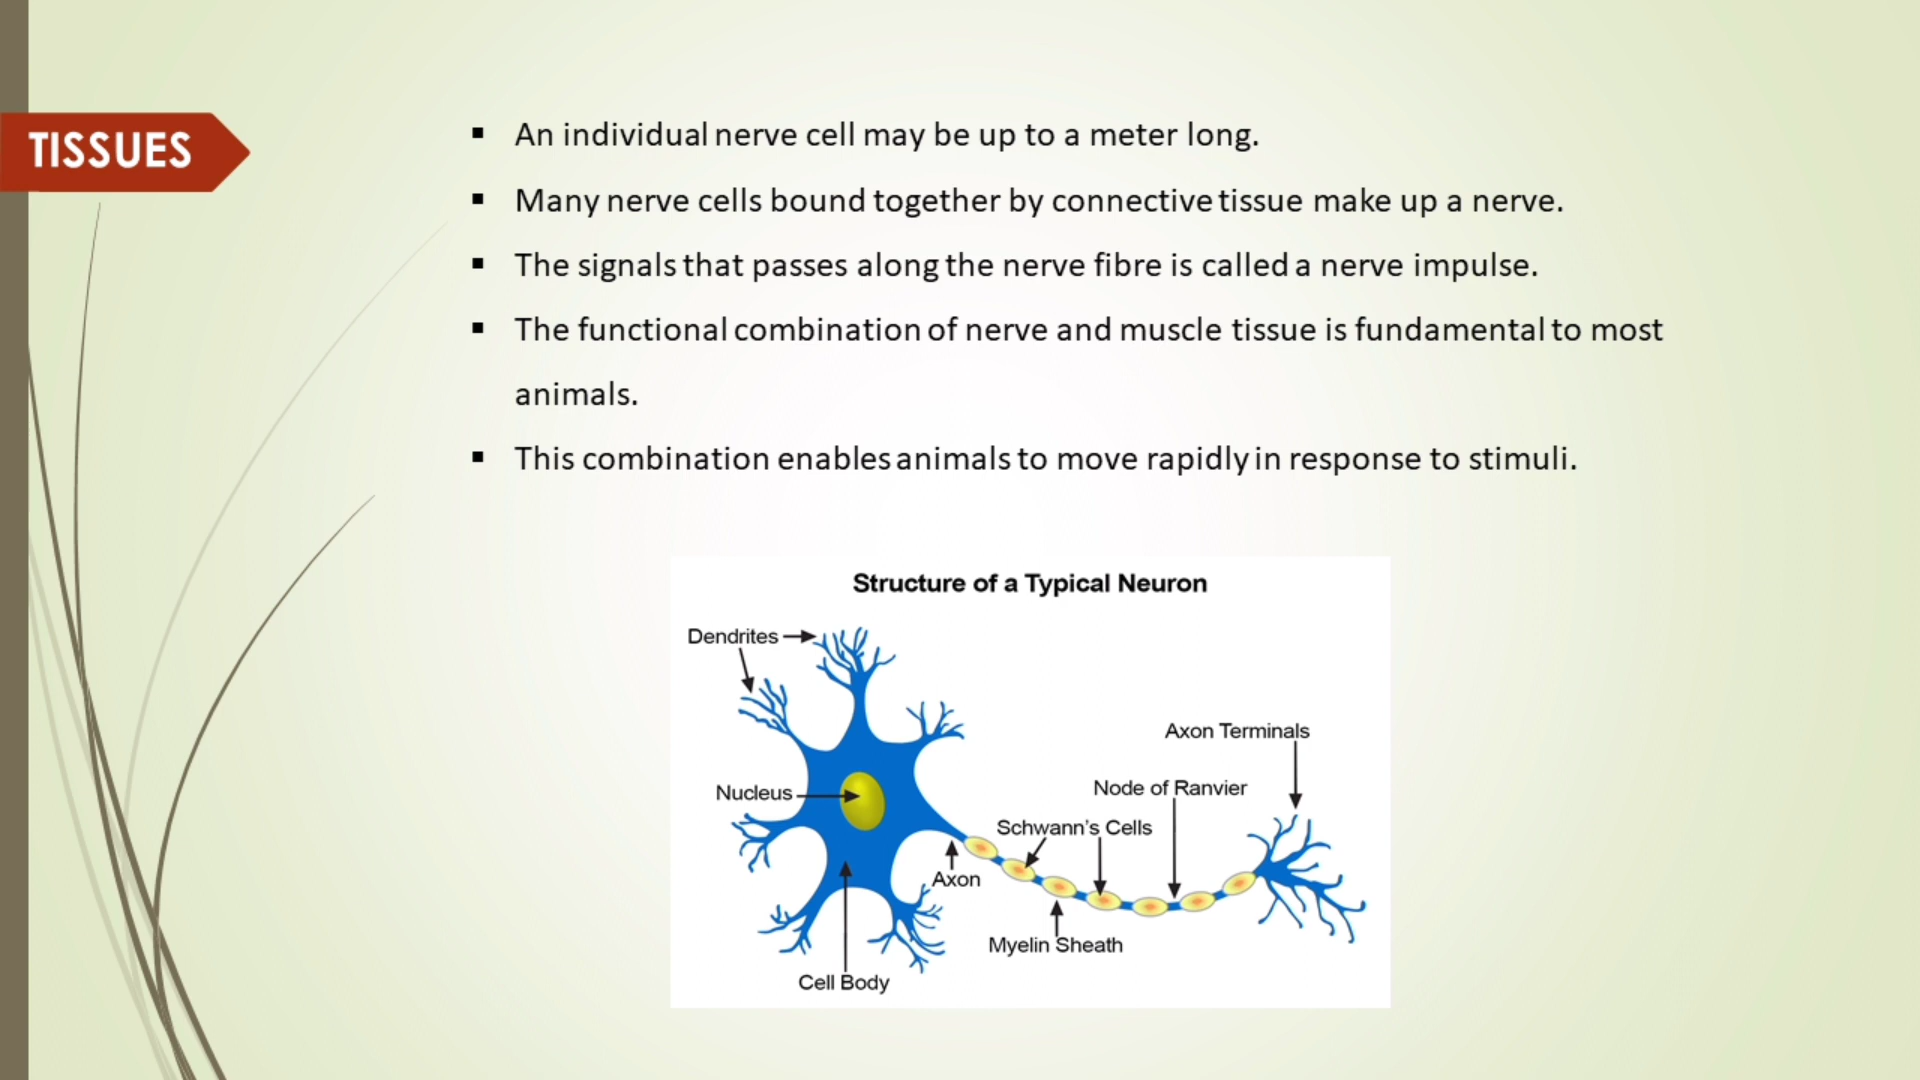 TISSUES
▪ An individual nerve cell may be up to a meter long.
▪ Many nerve cells bound together by connective tissue make up a nerve.
▪ The signals that passes along the nerve fibre is called a nerve impulse.
▪ The functional combination of nerve and muscle tissue is fundamental to most
animals.
▪ This combination enables animals to move rapidly in response to stimuli.
Structure of a Typical Neuron
Dendrites
Axon Terminals
Node of Ranvier
Nucleus
Schwann's Cells
Axon
Myelin Sheath
Cell Body